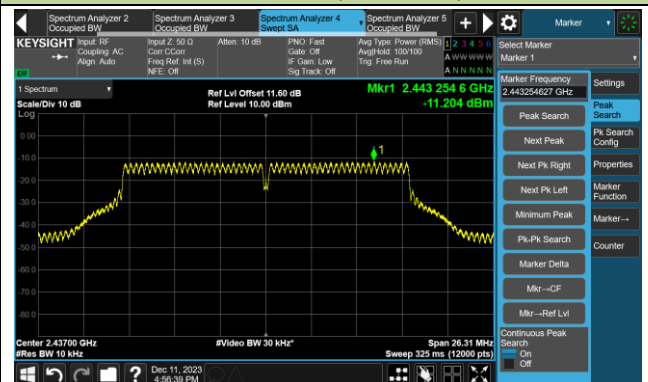 Spectrum Analyzer 2
Occupied BW
Spectrum Analyzer 3
Occupied BW
Spectrum Analyzer 4
Swept SA
Spectrum Analyzer 5
Occupied BW
Marker
KEYSIGHT
Input: RF
Coupling: AC
Align: Auto
Input Z: 50 Ω
Corr CCorr
Freq Ref: Int (S)
NFE: Off
Atten: 10 dB
PNO: Fast
Gate: Off
IF Gain: Low
Sig Track: Off
Avg Type: Power (RMS)
Avg|Hold: 100/100
Trig: Free Run
1 2 3 4 5 6
A W W W W W
A N N N N N
Select Marker
Marker 1
1 Spectrum
Scale/Div 10 dB
Log
Ref Lvl Offset 11.60 dB
Ref Level 10.00 dBm
Mkr1 2.443 254 6 GHz
-11.204 dBm
Marker Frequency
2.443254627 GHz
Settings
Peak Search
Peak
Search
Next Peak
Pk Search
Config
Next Pk Right
Properties
Next Pk Left
Marker
Function
Minimum Peak
Marker→
Pk-Pk Search
Counter
Marker Delta
Mkr→CF
Mkr→Ref Lvl
Continuous Peak
Search
On
Off
0.00
-10.0
-20.0
-30.0
-40.0
-50.0
-60.0
-70.0
-80.0
1
Center 2.43700 GHz
#Res BW 10 kHz
#Video BW 30 kHz*
Span 26.31 MHz
Sweep 325 ms (12000 pts)
?
Dec 11, 2023
4:56:39 PM